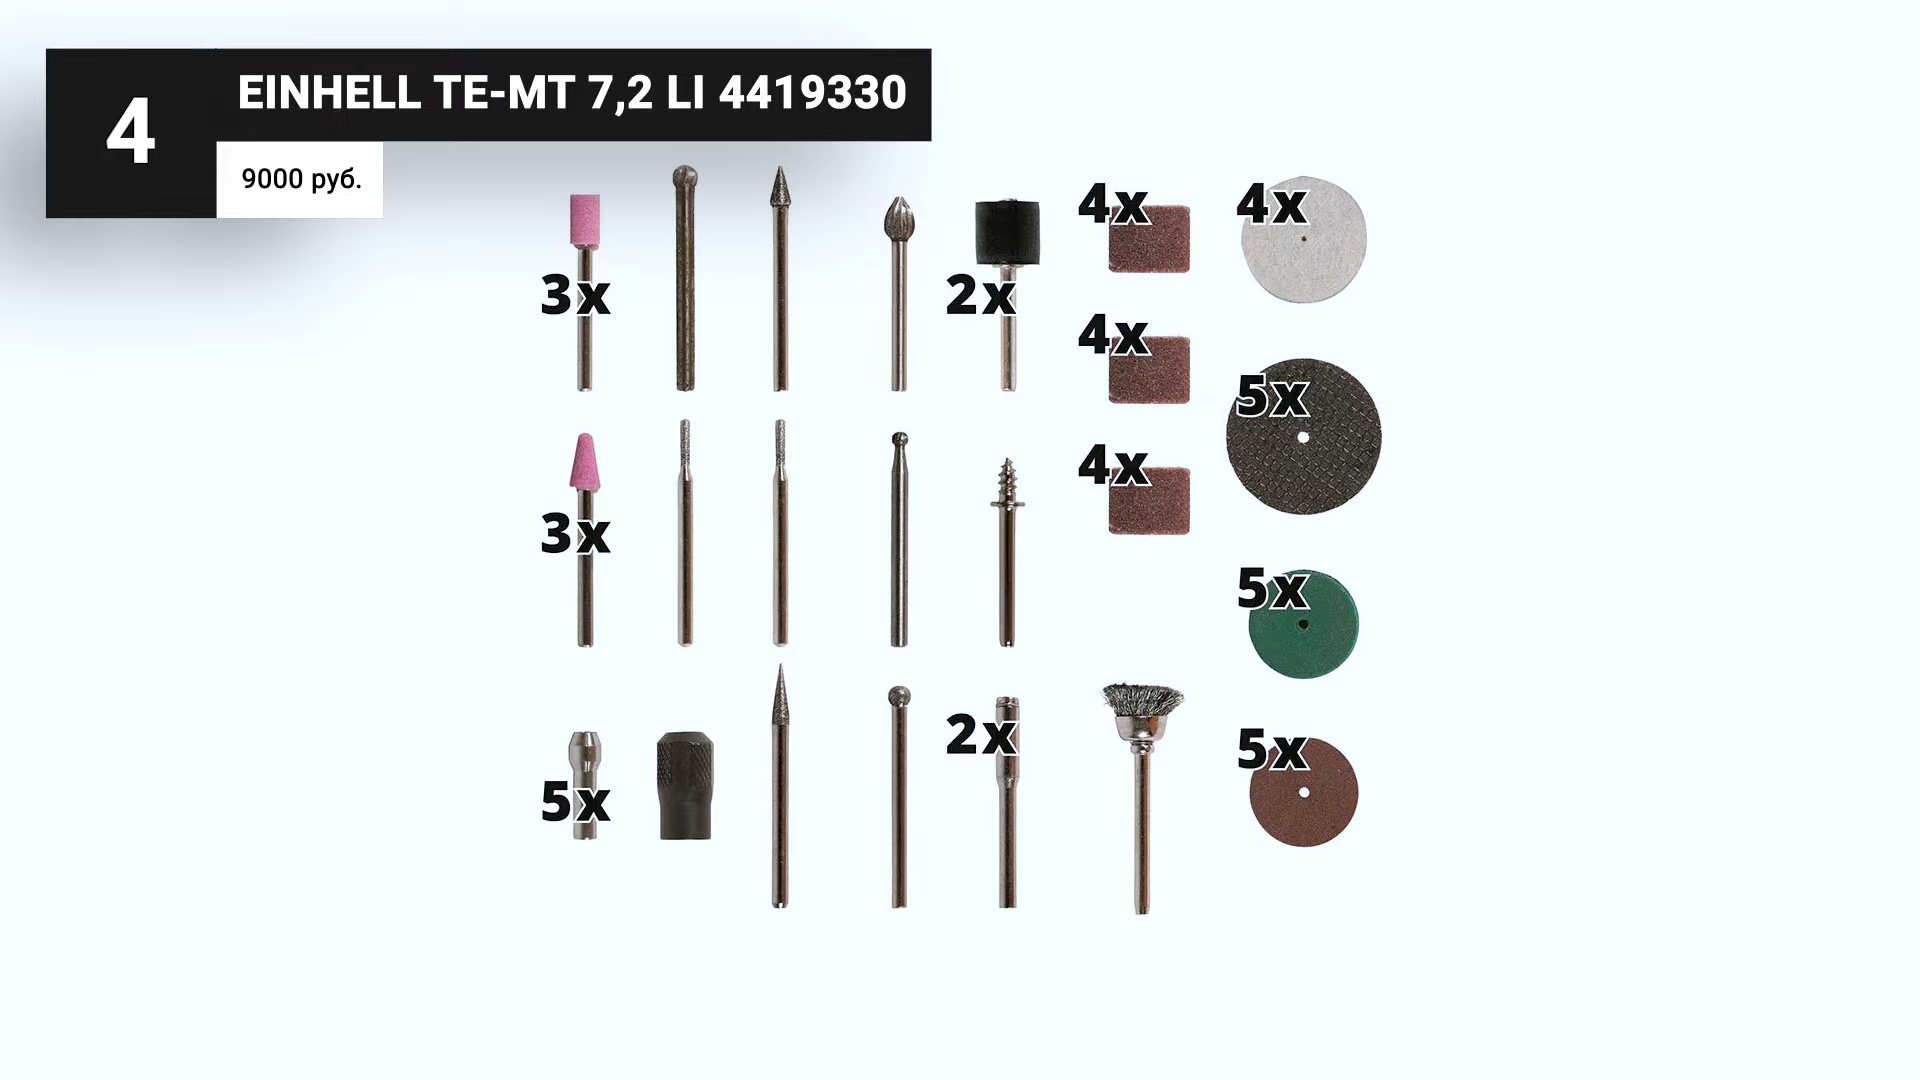 4
EINHELL TE-MT 7,2 LI 4419330
9000 руб.
4x
4x
3x
2x
4x
5x
4x
3x
5x
2x
5x
5x